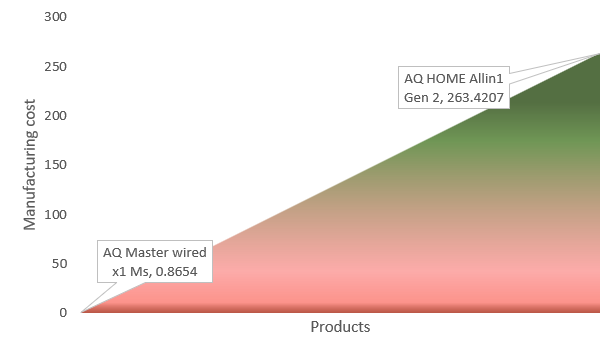 300
250
200
150
100
50
0
Manufacturing cost
AQ HOME Allin1
Gen 2, 263.4207
AQ Master wired
x1 Ms, 0.8654
Products